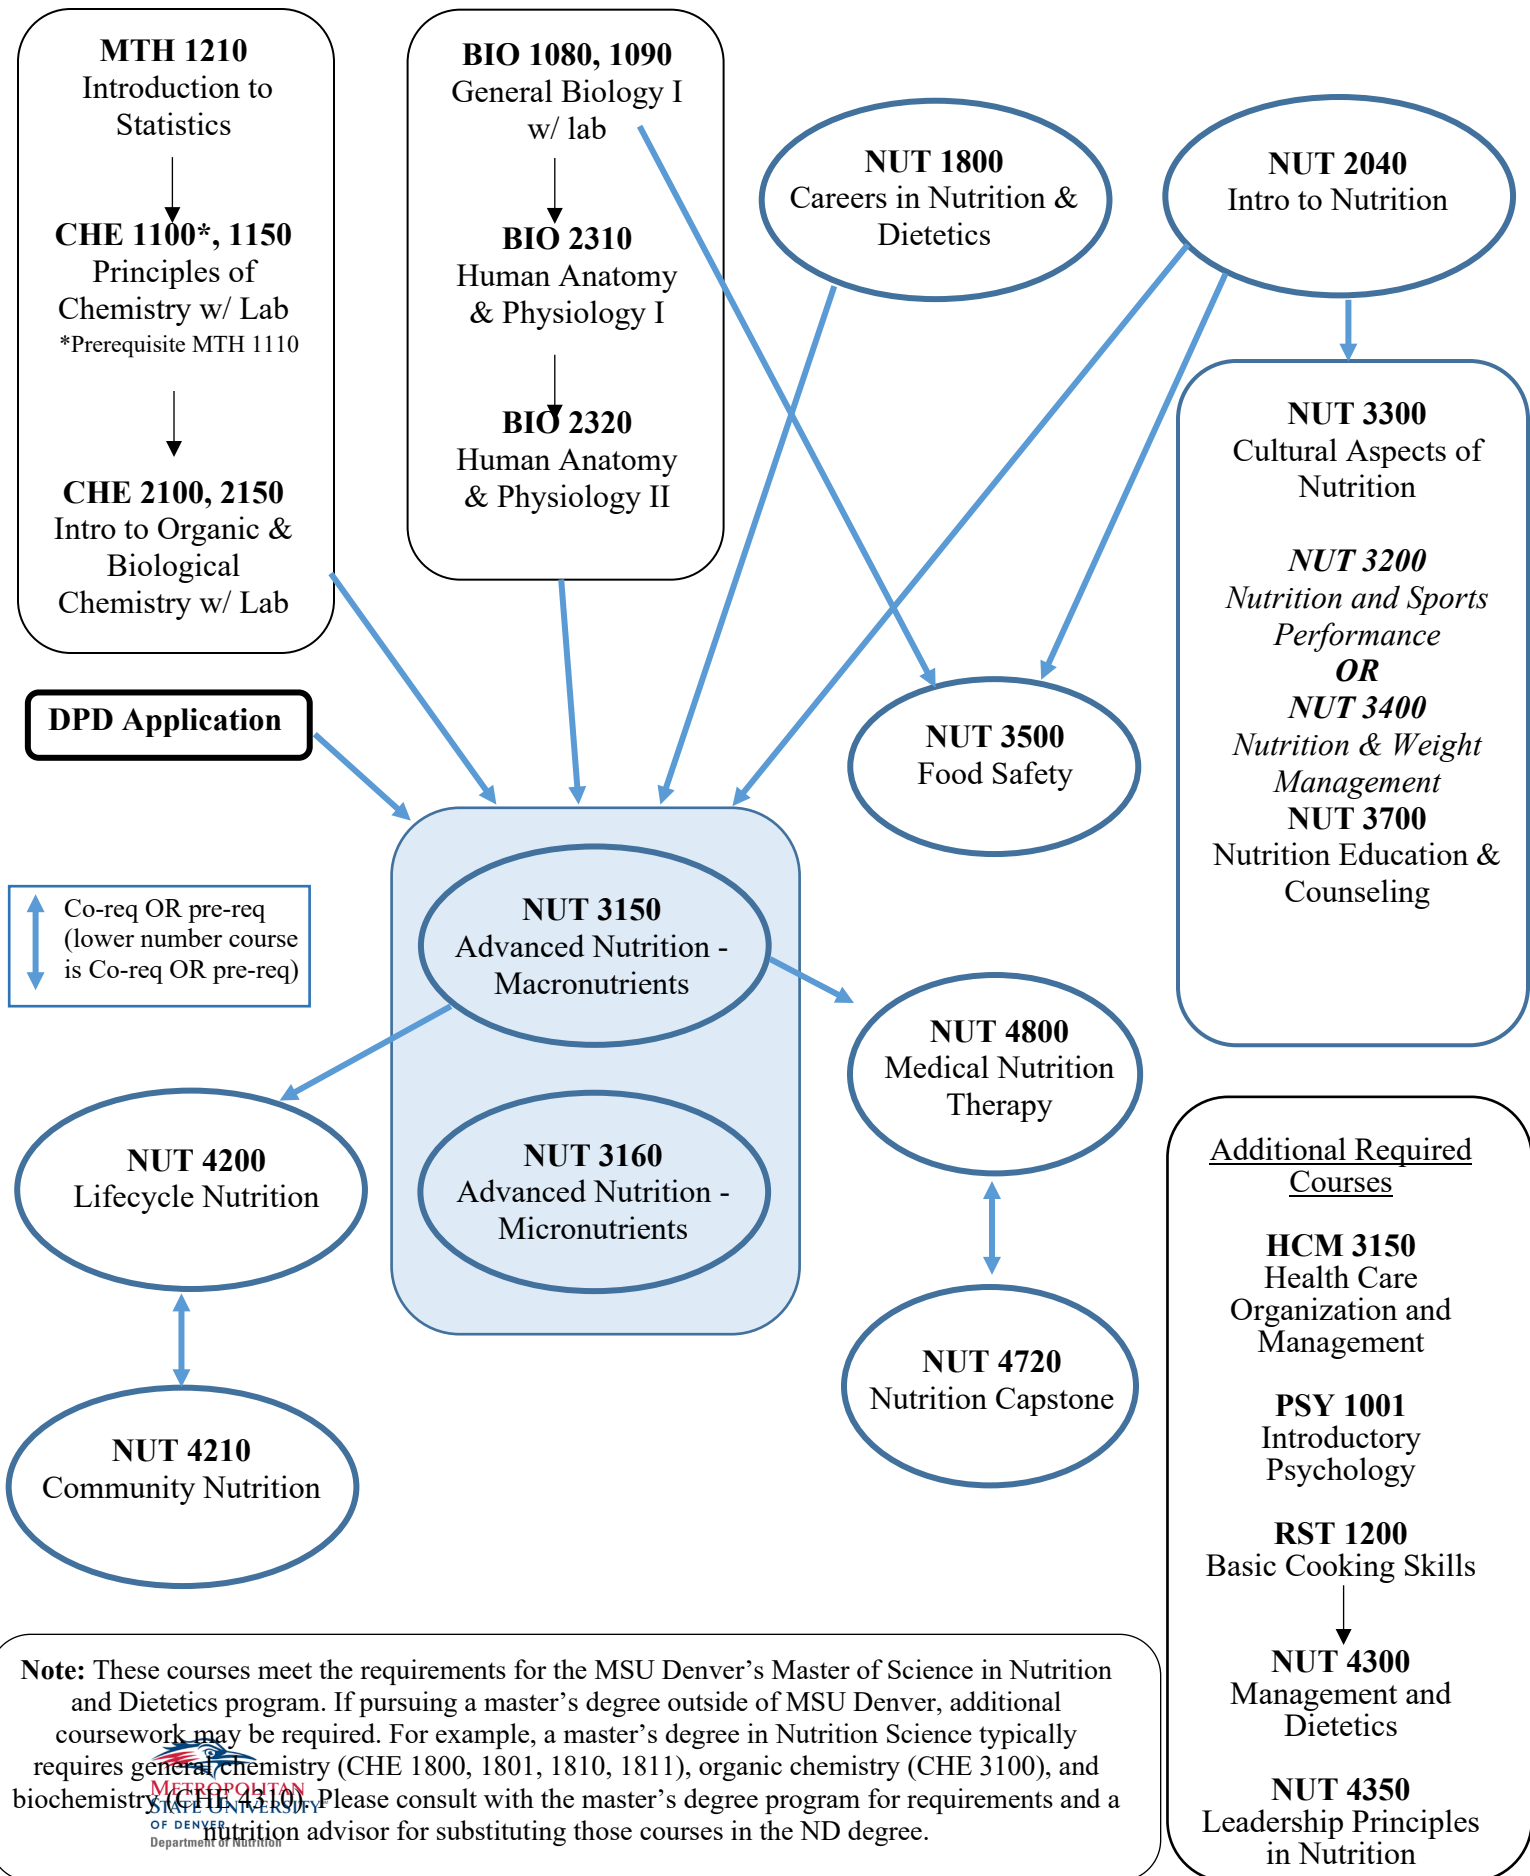 MTH 1210
Introduction to
Statistics
CHE 1100*, 1150
Principles of
Chemistry w/ Lab
*Prerequisite MTH 1110
CHE 2100, 2150
Intro to Organic &
Biological
Chemistry w/ Lab
BIO 1080, 1090
General Biology I
w/ lab
BIO 2310
Human Anatomy
& Physiology I
BIO 2320
Human Anatomy
& Physiology II
NUT 1800
Careers in Nutrition &
Dietetics
NUT 2040
Intro to Nutrition
NUT 3300
Cultural Aspects of
Nutrition
NUT 3200
Nutrition and Sports
Performance
OR
NUT 3400
Nutrition & Weight
Management
NUT 3700
Nutrition Education &
Counseling
DPD Application
NUT 3500
Food Safety
Co-req OR pre-req
(lower number course
is Co-req OR pre-req)
NUT 3150
Advanced Nutrition -
Macronutrients
NUT 3160
Advanced Nutrition -
Micronutrients
NUT 4800
Medical Nutrition
Therapy
NUT 4200
Lifecycle Nutrition
NUT 4720
Nutrition Capstone
NUT 4210
Community Nutrition
Additional Required
Courses
HCM 3150
Health Care
Organization and
Management
PSY 1001
Introductory
Psychology
RST 1200
Basic Cooking Skills
NUT 4300
Management and
Dietetics
NUT 4350
Leadership Principles
in Nutrition
Note: These courses meet the requirements for the MSU Denver’s Master of Science in Nutrition
and Dietetics program. If pursuing a master’s degree outside of MSU Denver, additional
coursework may be required. For example, a master’s degree in Nutrition Science typically
requires general chemistry (CHE 1800, 1801, 1810, 1811), organic chemistry (CHE 3100), and
biochemistry (CHE 4310). Please consult with the master’s degree program for requirements and a
nutrition advisor for substituting those courses in the ND degree.
METROPOLITAN
STATE UNIVERSITY
OF DENVER
Department of Nutrition